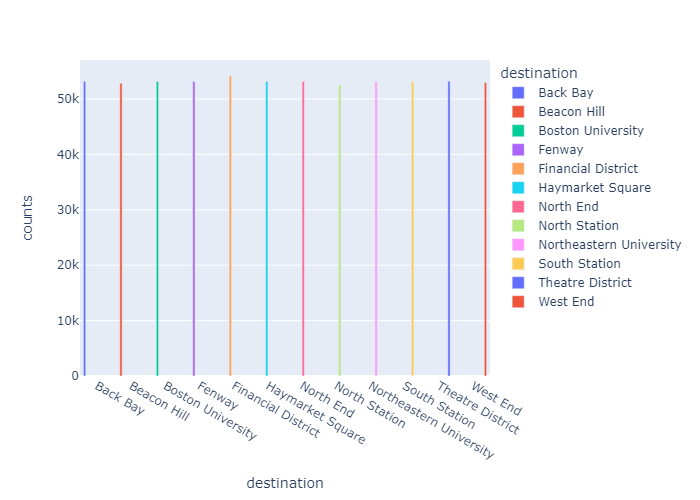 destination
Back Bay
Beacon Hill
Boston University
Fenway
Financial District
Haymarket Square
North End
North Station
Northeastern University
South Station
Theatre District
West End
counts
50k
40k
30k
20k
10k
0
Back Bay
Beacon Hill
Boston University
Fenway
Financial District
Haymarket Square
North End
North Station
Northeastern University
South Station
Theatre District
West End
destination